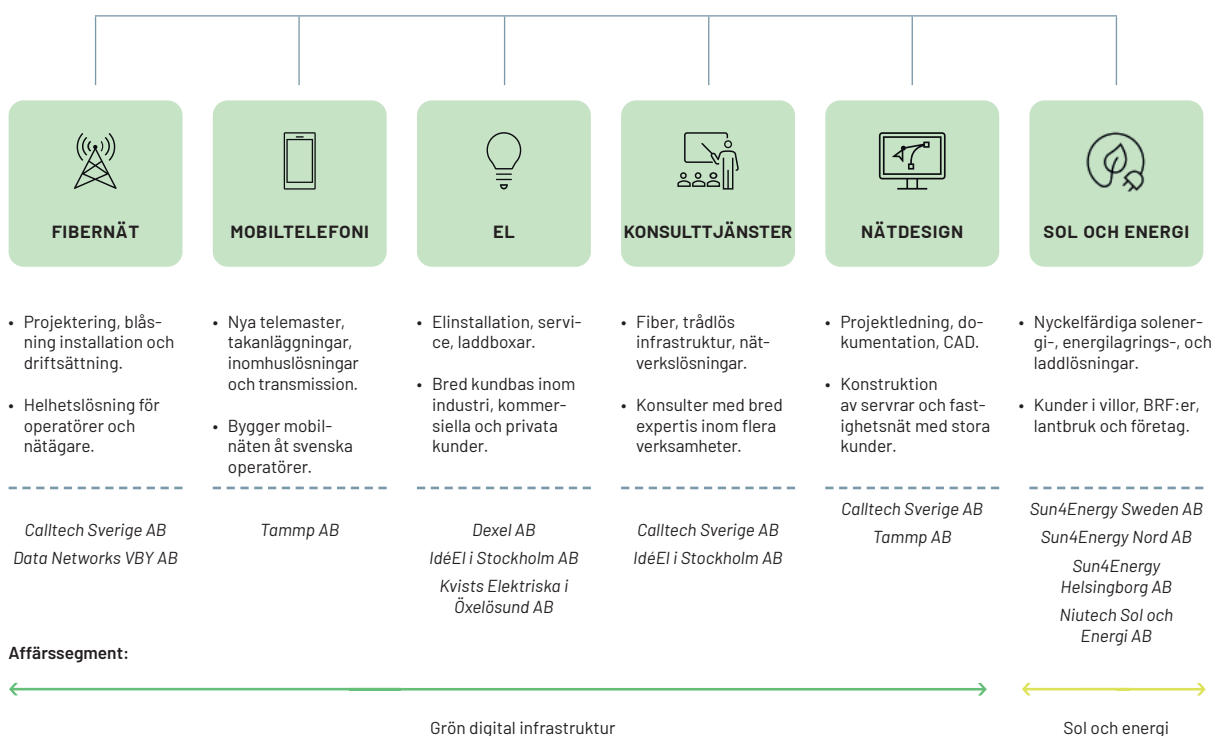 FIBERNÄT
MOBILTELEFONI
EL
KONSULTTJÄNSTER
NÄTDESIGN
SOL OCH ENERGI
• Projektering, blås-
ning installation och
driftsättning.
• Helhetslösning för
operatörer och
nätägare.
• Nya telemaster,
takanläggningar,
inomhuslösningar
och transmission.
• Bygger mobil-
näten åt svenska
operatörer.
• Elinstallation, servi-
ce, laddboxar.
• Bred kundbas inom
industri, kommer-
siella och privata
kunder.
• Fiber, trådlös
infrastruktur, nät-
verkslösningar.
• Konsulter med bred
expertis inom flera
verksamheter.
• Projektledning, do-
kumentation, CAD.
• Konstruktion
av servrar och fast-
ighetsnät med stora
kunder.
• Nyckelfärdiga solener-
gi-, energilagrings-, och
laddlösningar.
• Kunder i villor, BRF:er,
lantbruk och företag.
Calltech Sverige AB
Data Networks VBY AB
Tammp AB
Dexel AB
IdéEl i Stockholm AB
Kvists Elektriska i
Öxelösund AB
Calltech Sverige AB
IdéEl i Stockholm AB
Calltech Sverige AB
Tammp AB
Sun4Energy Sweden AB
Sun4Energy Nord AB
Sun4Energy
Helsingborg AB
Niutech Sol och
Energi AB
Affärssegment:
Grön digital infrastruktur
Sol och energi